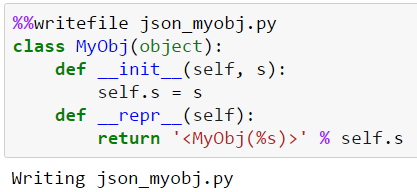 %%writefile json_myobj.py
class MyObj(object):
    def __init__(self, s):
        self.s = s
    def __repr__(self):
        return '<MyObj(%s)>' % self.s
Writing json_myobj.py